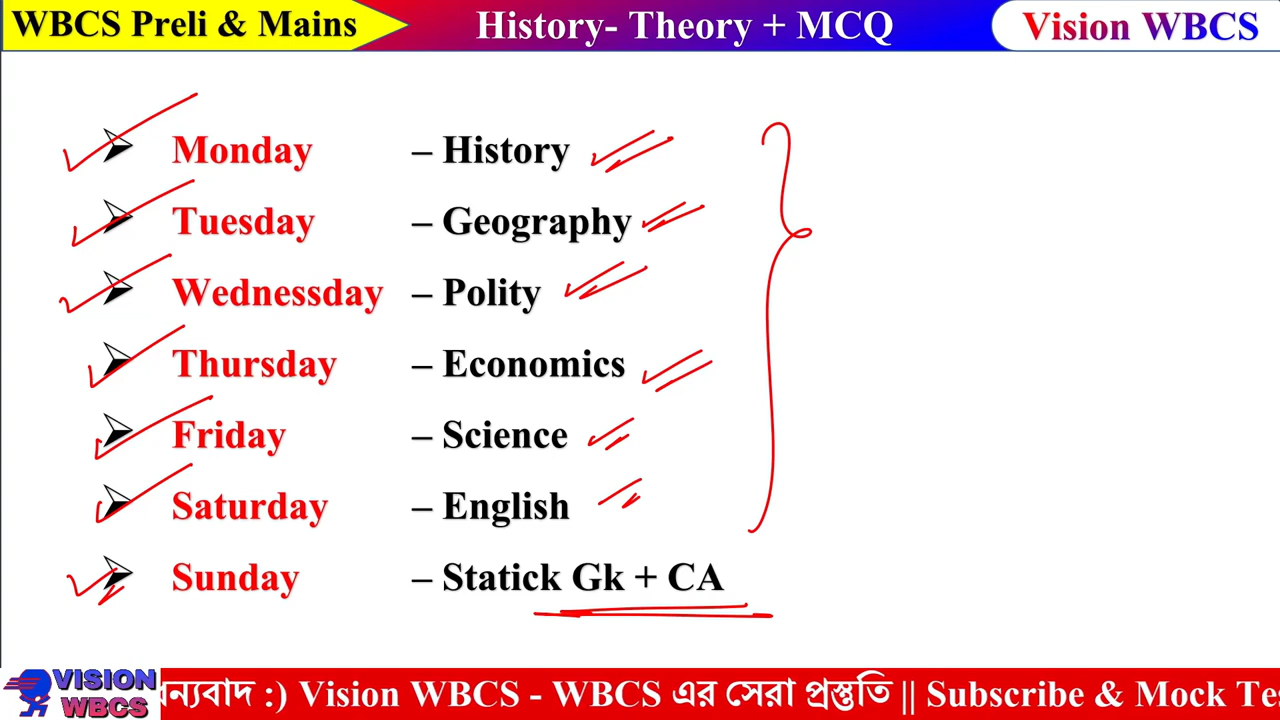 WBCS Preli & Mains
History- Theory + MCQ
Vision WBCS
Monday – History
Tuesday – Geography
Wednessday – Polity
Thursday – Economics
Friday – Science
Saturday – English
Sunday – Statick Gk + CA
VISION
WBCS
:) Vision WBCS - WBCS এর সেরা প্রস্তুতি || Subscribe & Mock